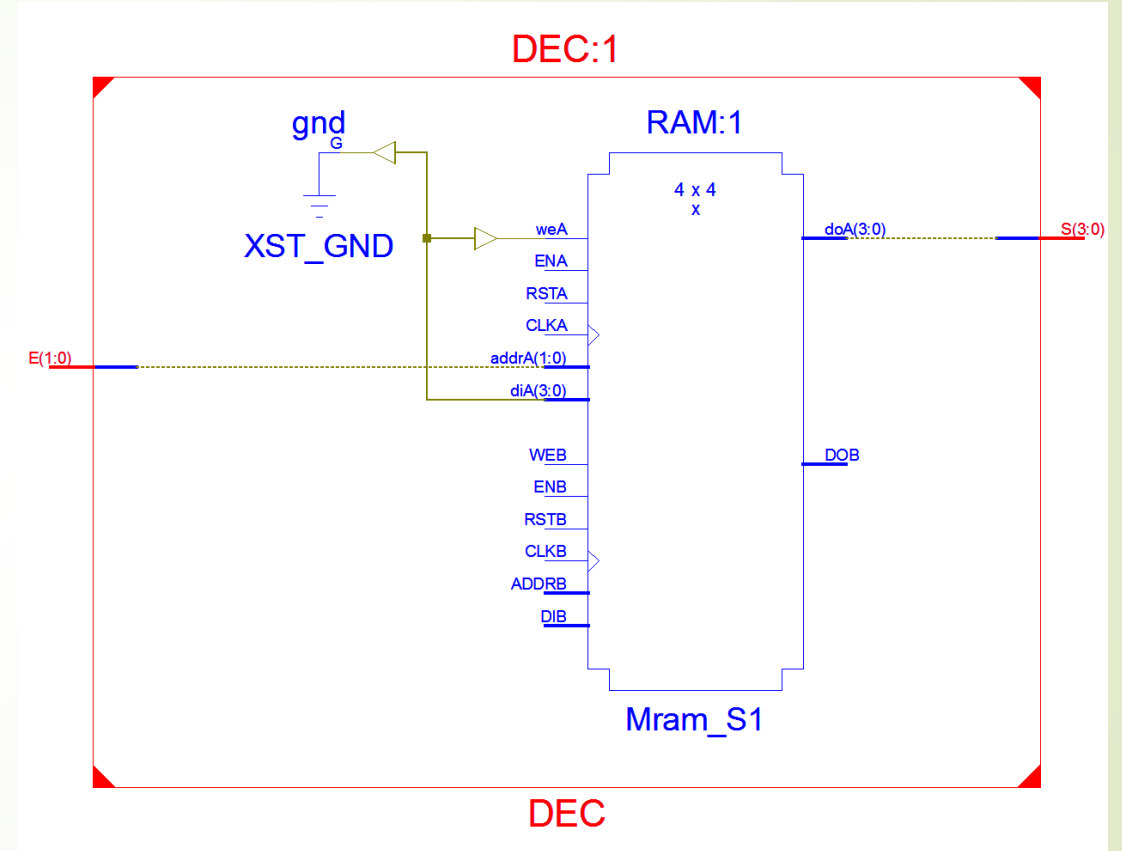 DEC:1
gnd
G
XST_GND
RAM:1
4 x 4
x
weA
ENA
RSTA
CLKA
addrA(1:0)
diA(3:0)
WEB
ENB
RSTB
CLKB
ADDRB
DIB
doA(3:0)
DOB
E(1:0)
S(3:0)
Mram_S1
DEC